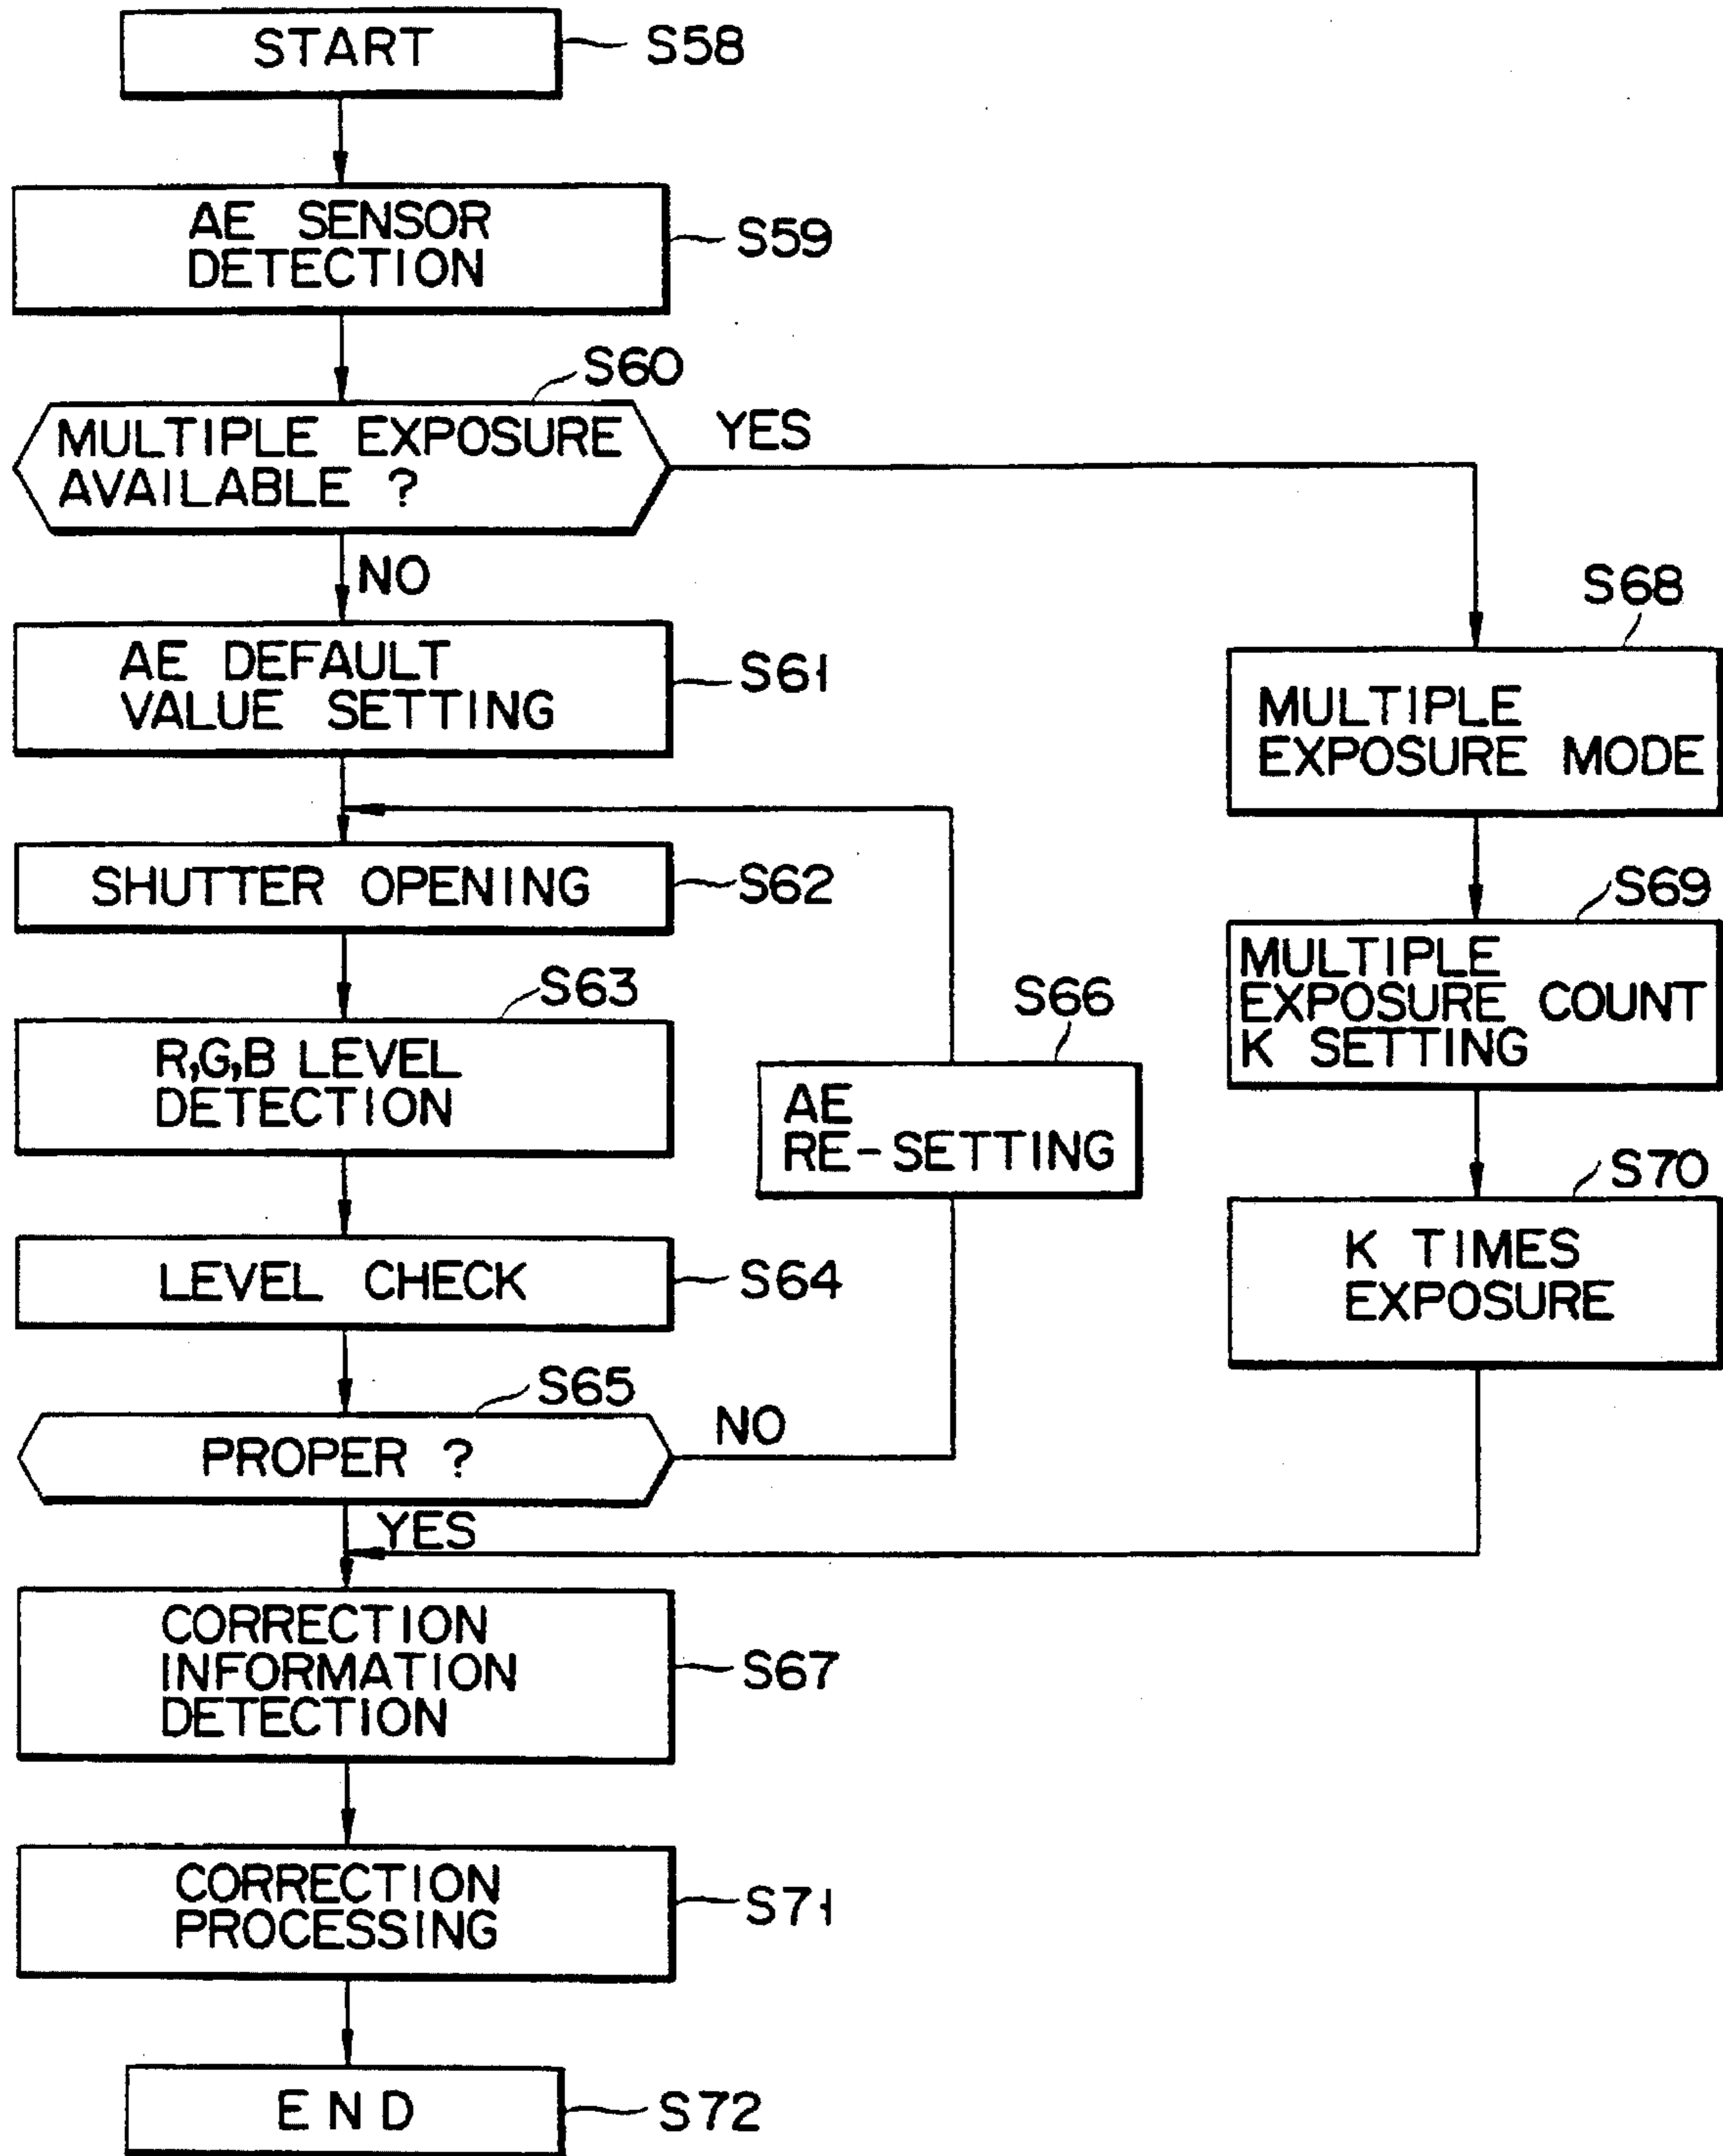 START
S58
AE SENSOR
DETECTION
S59
S60
MULTIPLE EXPOSURE
AVAILABLE ?
YES
NO
AE DEFAULT
VALUE SETTING
S61
SHUTTER OPENING
S62
S63
R,G,B LEVEL
DETECTION
LEVEL CHECK
S64
S65
PROPER ?
NO
YES
S66
AE
RE-SETTING
S68
MULTIPLE
EXPOSURE MODE
S69
MULTIPLE
EXPOSURE COUNT
K SETTING
S70
K TIMES
EXPOSURE
CORRECTION
INFORMATION
DETECTION
S67
CORRECTION
PROCESSING
S71
END
S72